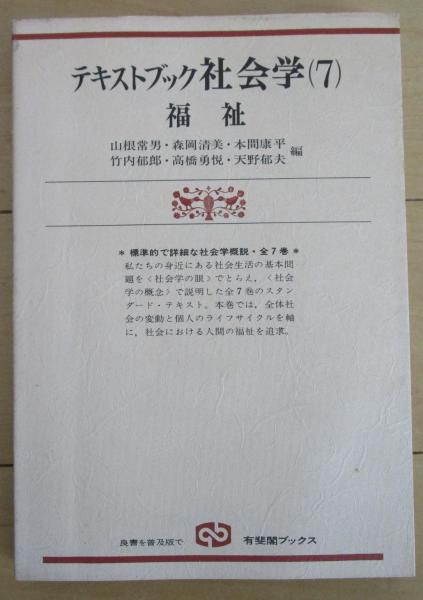 テキストブック社会学(7)
福祉
山根常男・森岡清美・本間康平
竹内郁郎・高橋勇悦・天野郁夫
編
＊標準的で詳細な社会学概説・全7巻＊
私たちの身近にある社会生活の基本問
題を〈社会学の眼〉でとらえ，〈社会
学の概念〉で説明した全7巻のスタン
ダード・テキスト。本巻では，全体社
会の変動と個人のライフサイクルを軸
に，社会における人間の福祉を追求。
良書を普及版で
有斐閣ブックス